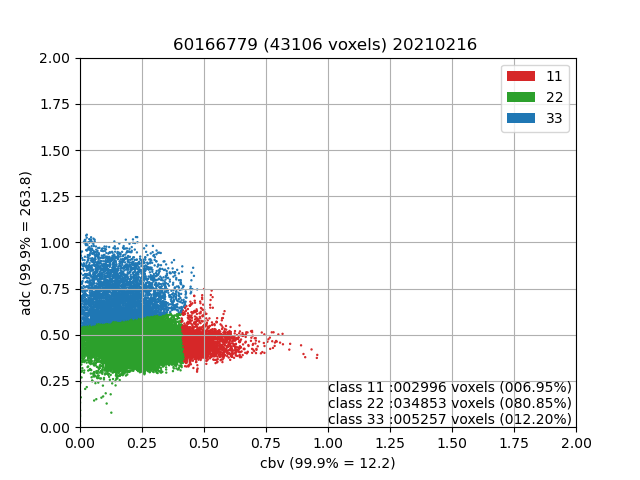 60166779 (43106 voxels) 20210216
2.00
1.75
1.50
1.25
1.00
0.75
0.50
0.25
0.00
adc (99.9% = 263.8)
11
22
33
class 11 :002996 voxels (006.95%)
class 22 :034853 voxels (080.85%)
class 33 :005257 voxels (012.20%)
0.00 0.25 0.50 0.75 1.00 1.25 1.50 1.75 2.00
cbv (99.9% = 12.2)